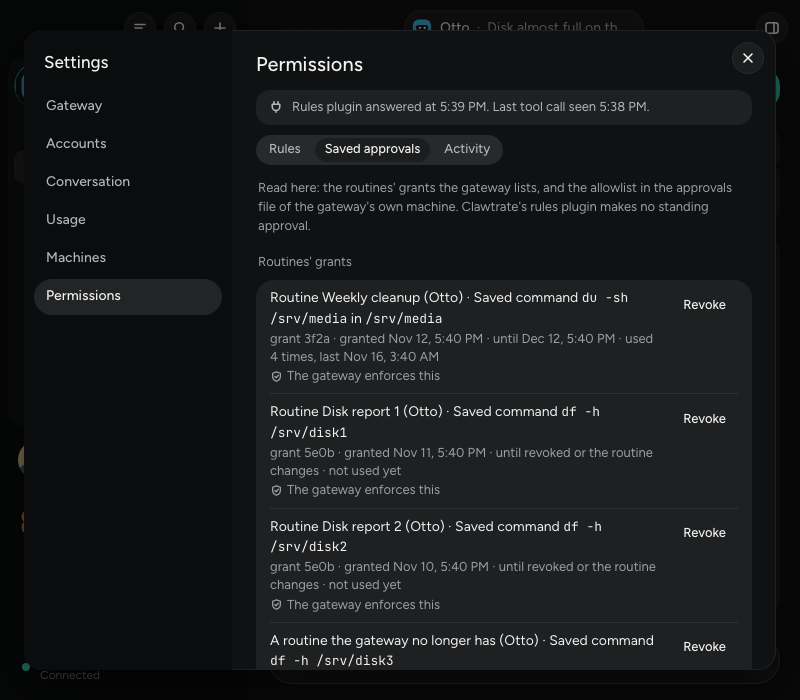 Otto · Disk almost full on th
Settings
Gateway
Accounts
Conversation
Usage
Machines
Permissions
Connected
Permissions
Rules plugin answered at 5:39 PM. Last tool call seen 5:38 PM.
Rules Saved approvals Activity
Read here: the routines' grants the gateway lists, and the allowlist in the approvals
file of the gateway's own machine. Clawtrate's rules plugin makes no standing
approval.
Routines' grants
Routine Weekly cleanup (Otto) · Saved command du -sh
/srv/media in /srv/media
Revoke
grant 3f2a · granted Nov 12, 5:40 PM · until Dec 12, 5:40 PM · used
4 times, last Nov 16, 3:40 AM
The gateway enforces this
Routine Disk report 1 (Otto) · Saved command df -h
/srv/disk1
Revoke
grant 5e0b · granted Nov 11, 5:40 PM · until revoked or the routine
changes · not used yet
The gateway enforces this
Routine Disk report 2 (Otto) · Saved command df -h
/srv/disk2
Revoke
grant 5e0b · granted Nov 10, 5:40 PM · until revoked or the routine
changes · not used yet
The gateway enforces this
A routine the gateway no longer has (Otto) · Saved command
df -h /srv/disk3
Revoke